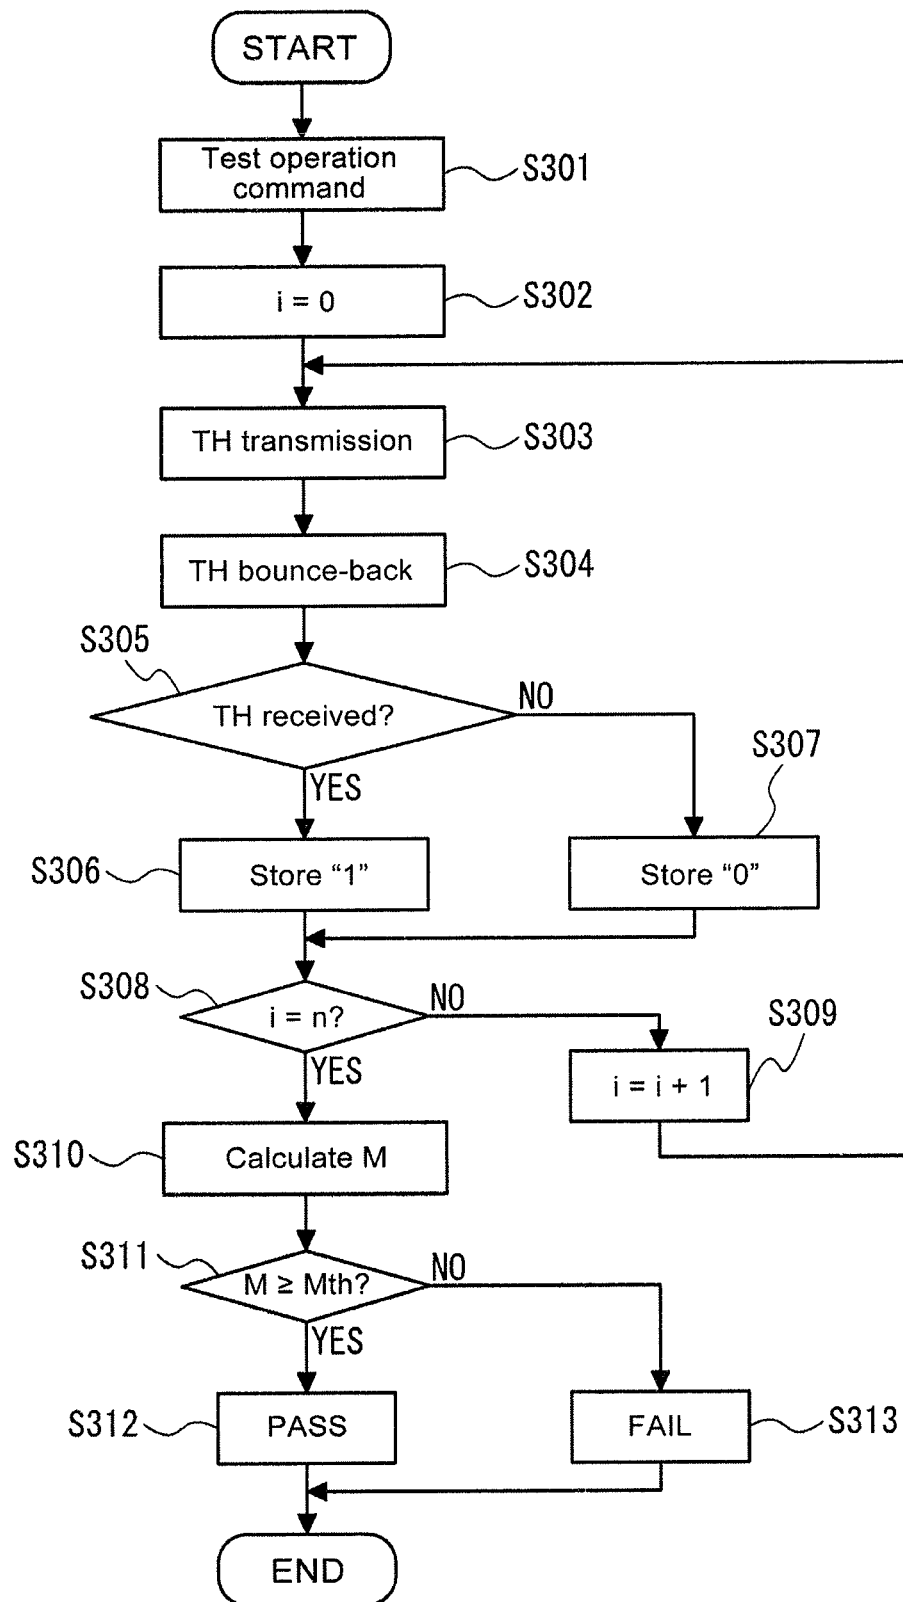 START
Test operation
command
S301
i = 0
S302
TH transmission
S303
TH bounce-back
S304
S305
TH received?
NO
YES
S307
S306
Store “1”
Store “0”
S308
i = n?
NO
YES
S309
i = i + 1
S310
Calculate M
S311
M ≥ Mth?
NO
YES
S312
PASS
FAIL
S313
END